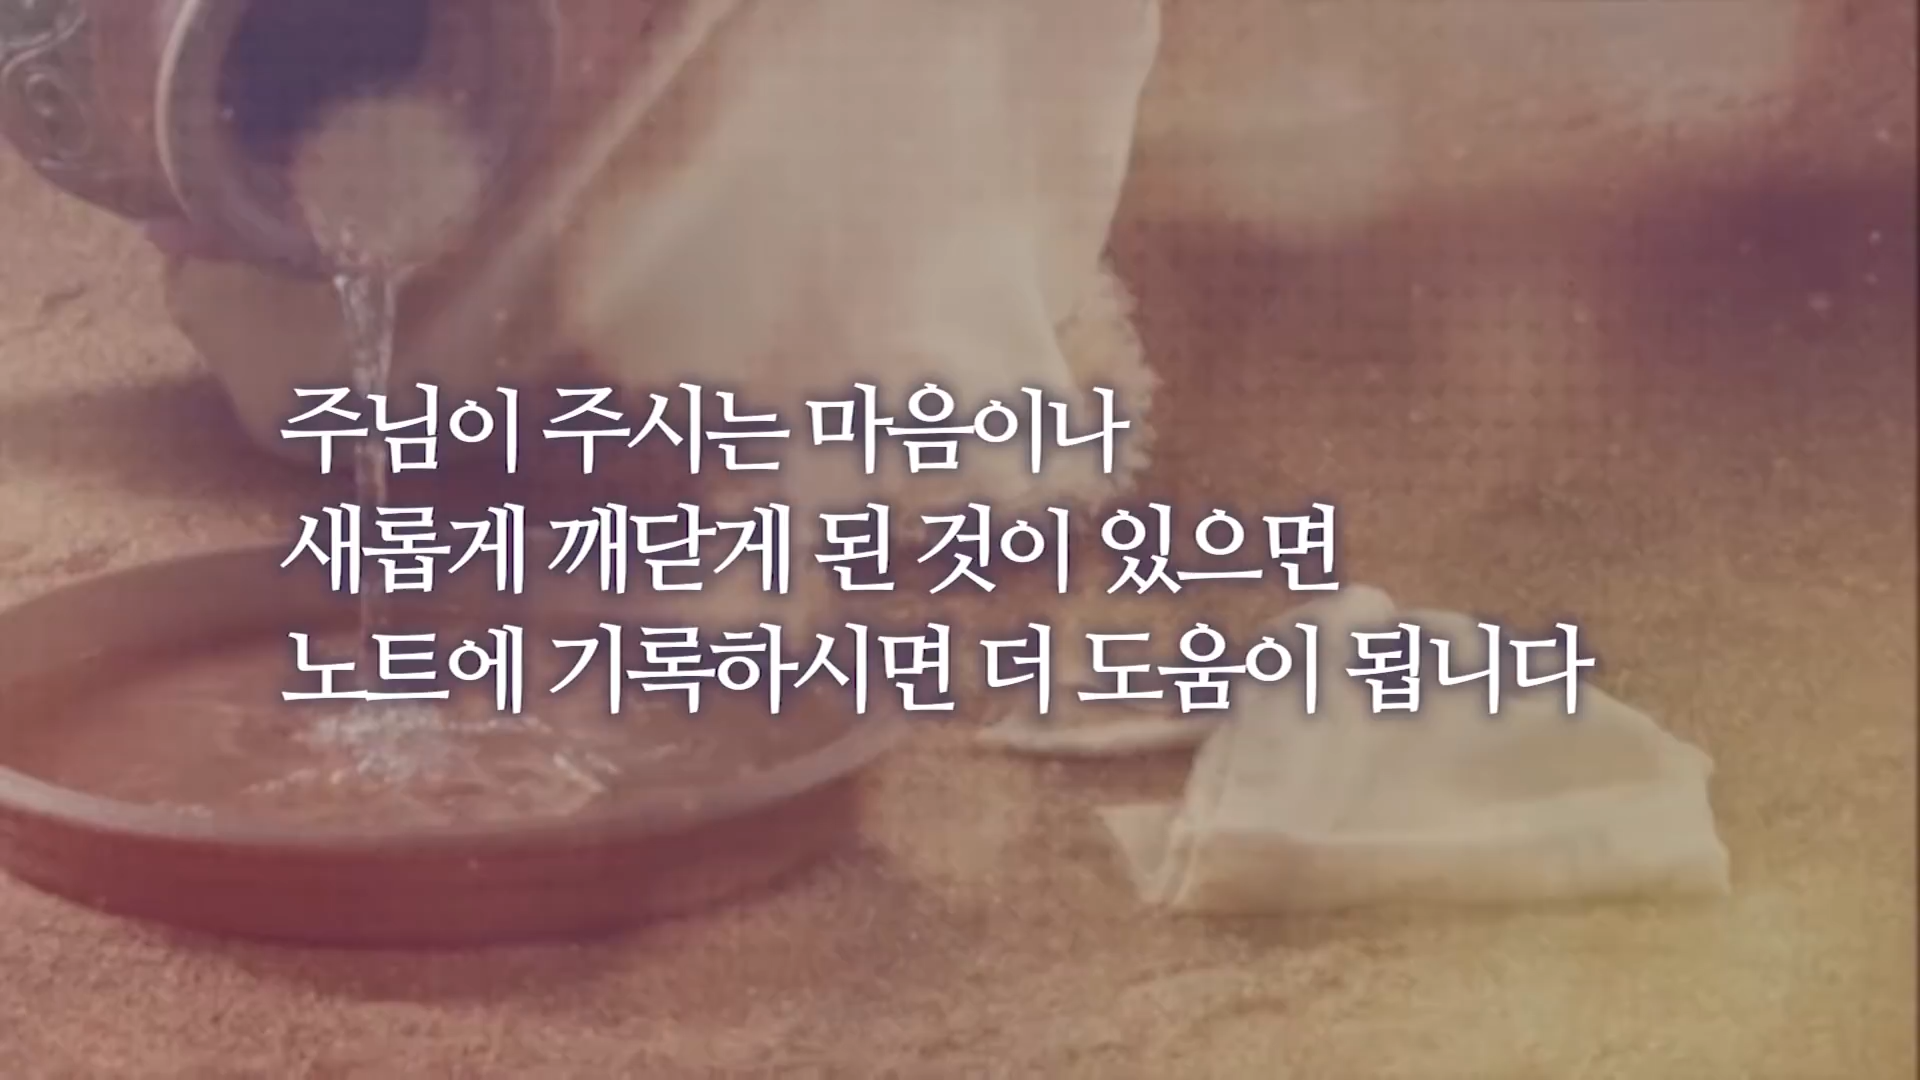 주님이 주시는 마음이나
새롭게 깨닫게 된 것이 있으면
노트에 기록하시면 더 도움이 됩니다